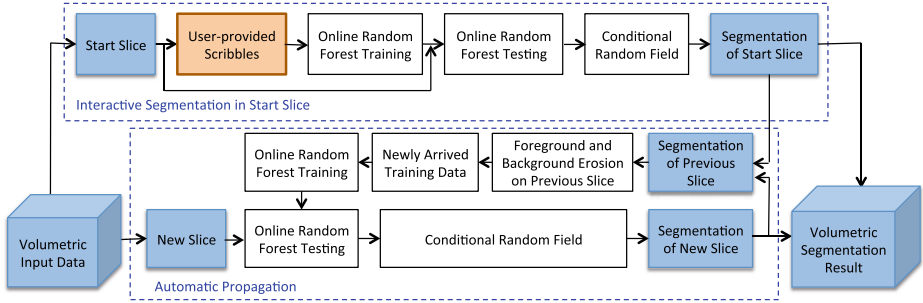 Start Slice
User-provided
Scribbles
Online Random
Forest Training
Online Random
Forest Testing
Conditional
Random Field
Segmentation
of Start Slice
Interactive Segmentation in Start Slice
Online Random
Forest Training
Newly Arrived
Training Data
Foreground and
Background Erosion
on Previous Slice
Segmentation
of Previous
Slice
Volumetric
Input Data
New Slice
Online Random
Forest Testing
Conditional Random Field
Segmentation
of New Slice
Volumetric
Segmentation
Result
Automatic Propagation